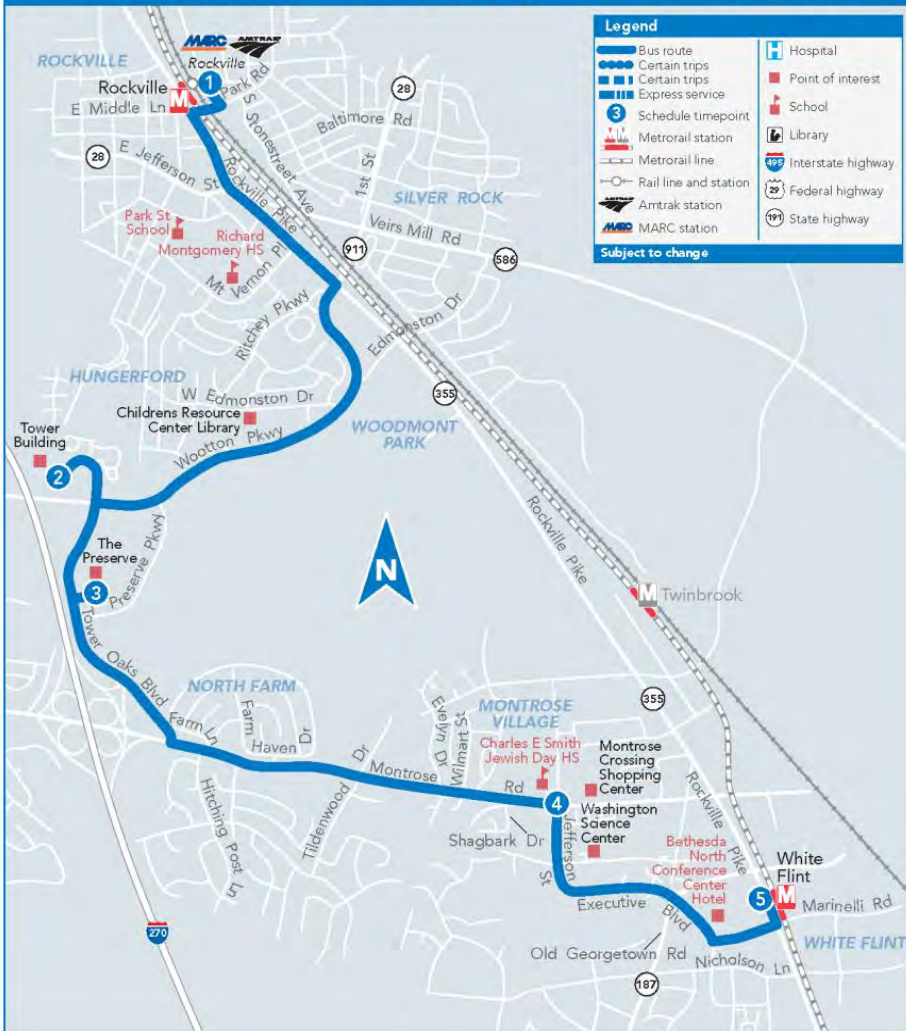 MARC
AMTRAK
ROCKVILLE
Rockville
1
Park Rd
Rockville
M
E Middle Ln
S Stonestreet Ave
Baltimore Rd
28
1st St
28
E Jefferson St
Rockville Pike
SILVER ROCK
Veirs Mill Rd
Park St
School
Richard
Montgomery HS
Mt Vernon Pl
911
586
Ritchey Pkwy
Edmonston Dr
HUNGERFORD
355
W Edmonston Dr
Childrens Resource
Center Library
Wootton Pkwy
WOODMONT
PARK
Tower
Building
2
The
Preserve
3
Preserve Pkwy
N
Rockville Pike
M
Twinbrook
Tower Oaks Blvd
NORTH FARM
Farm Ln
Farm
Haven Dr
Evelyn Dr
Wilmart St
MONTROSE
VILLAGE
355
Charles E Smith
Jewish Day HS
Montrose
Crossing
Shopping
Center
Montrose
Rd
4
Tildenwood Dr
Hitching Post Ln
Shagbark Dr
Jefferson
St
Washington
Science
Center
Rockville Pike
Bethesda
North
Conference
Center
Hotel
White
Flint
5
M
Marinelli Rd
Executive
Blvd
Old Georgetown Rd
Nicholson Ln
WHITE FLINT
270
187
Legend
Bus route
Certain trips
Certain trips
Express service
3
Schedule timepoint
M M
Metrorail station
Metrorail line
Rail line and station
AMTRAK
Amtrak station
MARC
MARC station
H
Hospital
Point of interest
School
Library
495
Interstate highway
29
Federal highway
191
State highway
Subject to change